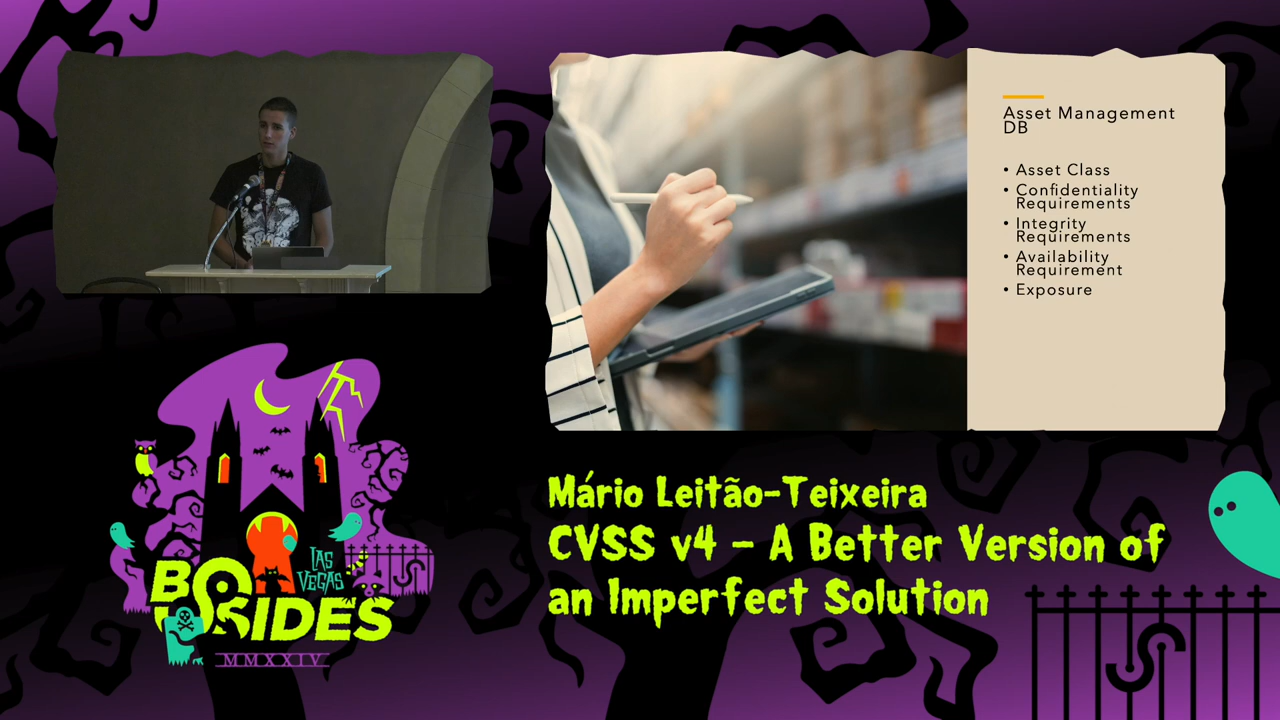 Asset Management
DB
• Asset Class
• Confidentiality
Requirements
• Integrity
Requirements
• Availability
Requirement
• Exposure
Mário Leitão-Teixeira
CVSS v4 - A Better Version of
an Imperfect Solution
LAS
VEGAS
BSIDES
MMXXIV